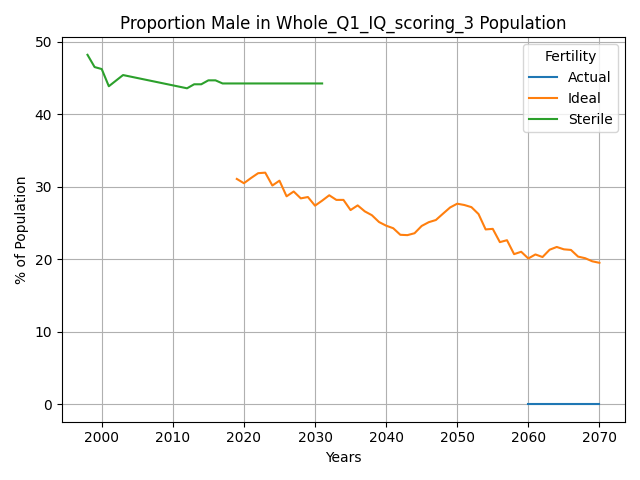 Proportion Male in Whole_Q1_IQ_scoring_3 Population
% of Population
50
40
30
20
10
0
Fertility
Actual
Ideal
Sterile
2000 2010 2020 2030 2040 2050 2060 2070
Years